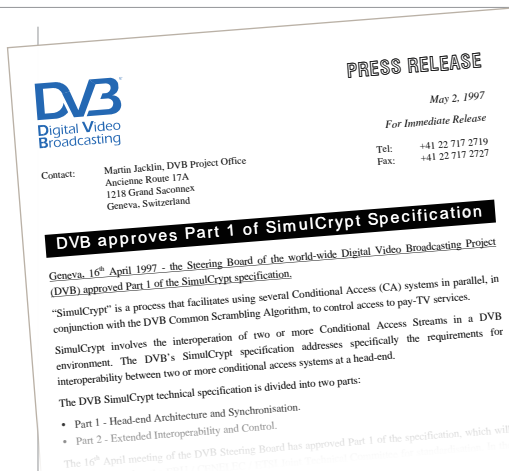 PRESS RELEASE
DVB
Digital Video
Broadcasting
May 2, 1997
For Immediate Release
Tel: +41 22 717 2719
Fax: +41 22 717 2727
Contact: Martin Jacklin, DVB Project Office
Ancienne Route 17A
1218 Grand Saconnex
Geneva, Switzerland
DVB approves Part 1 of SimulCrypt Specification
Geneva, 16th April 1997 - the Steering Board of the world-wide Digital Video Broadcasting Project
(DVB) approved Part 1 of the SimulCrypt specification.
“SimulCrypt” is a process that facilitates using several Conditional Access (CA) systems in parallel, in
conjunction with the DVB Common Scrambling Algorithm, to control access to pay-TV services.
SimulCrypt involves the interoperation of two or more Conditional Access Streams in a DVB
environment. The DVB's SimulCrypt specification addresses specifically the requirements for
interoperability between two or more conditional access systems at a head-end.
The DVB SimulCrypt technical specification is divided into two parts:
• Part 1 - Head-end Architecture and Synchronisation.
• Part 2 - Extended Interoperability and Control.
The 16th April meeting of the DVB Steering Board has approved Part 1 of the specification, which will